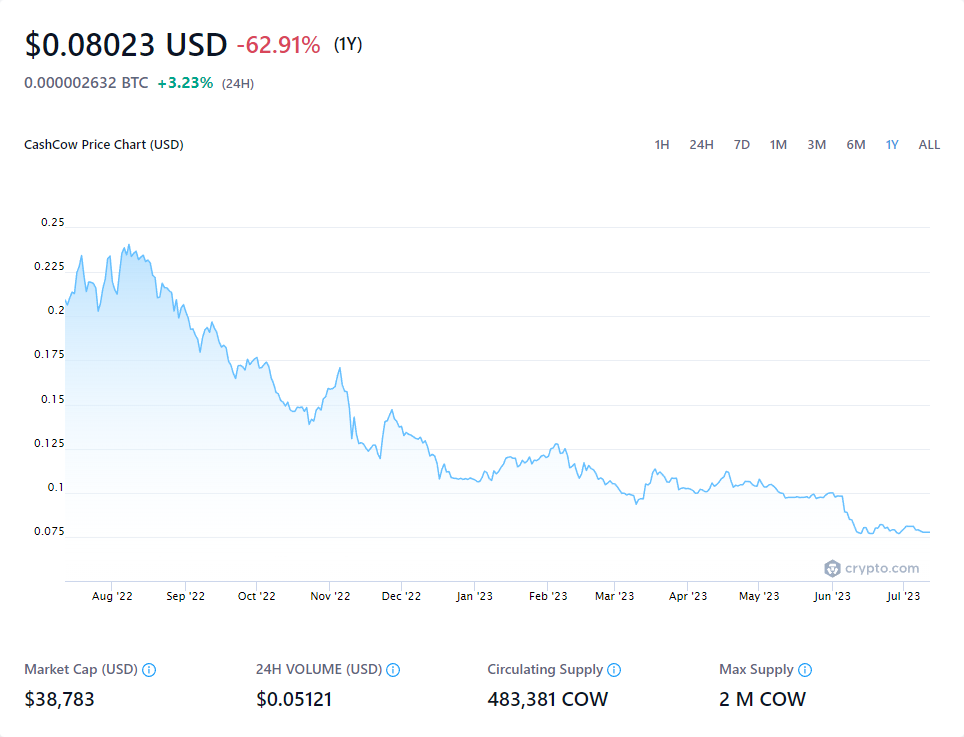 $0.08023 USD -62.91% (1Y)
0.000002632 BTC +3.23% (24H)
CashCow Price Chart (USD) 1H 24H 7D 1M 3M 6M 1Y ALL
0.25
0.225
0.2
0.175
0.15
0.125
0.1
0.075
crypto.com
Aug '22 Sep '22 Oct '22 Nov '22 Dec '22 Jan '23 Feb '23 Mar '23 Apr '23 May '23 Jun '23 Jul '23
Market Cap (USD) 24H VOLUME (USD) Circulating Supply Max Supply
$38,783 $0.05121 483,381 COW 2 M COW